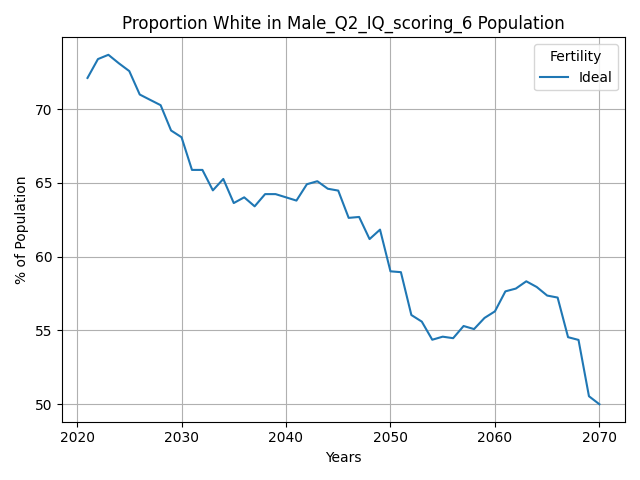 Proportion White in Male_Q2_IQ_scoring_6 Population
Fertility
Ideal
% of Population
70
65
60
55
50
2020 2030 2040 2050 2060 2070
Years